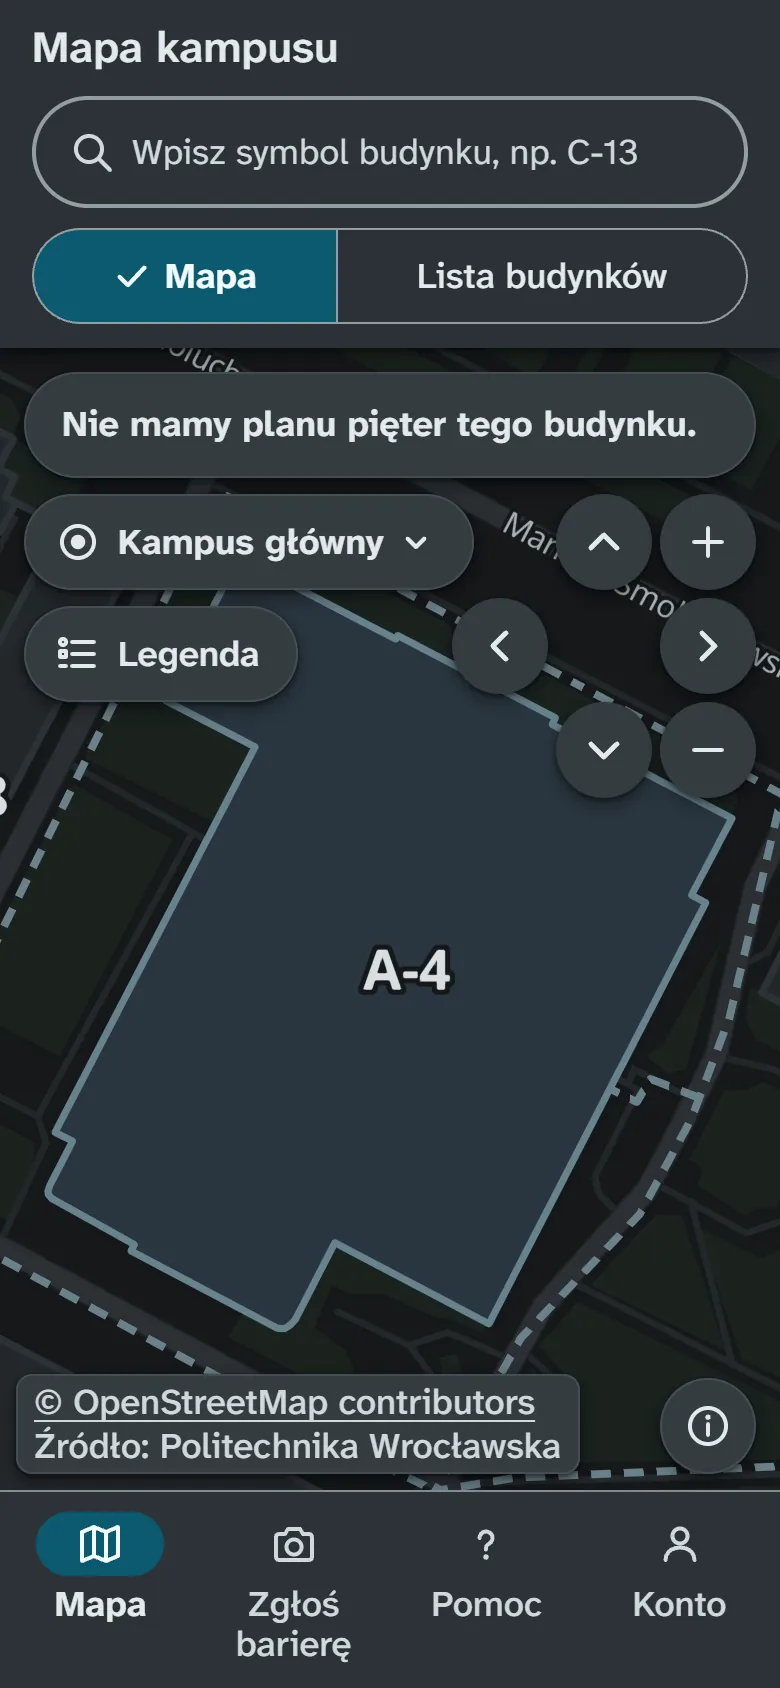 Mapa kampusu
Wpisz symbol budynku, np. C-13
Mapa
Lista budynków
Nie mamy planu pięter tego budynku.
Kampus główny
Legenda
A-4
© OpenStreetMap contributors
Źródło: Politechnika Wrocławska
Mapa
Zgłoś
barierę
Pomoc
Konto